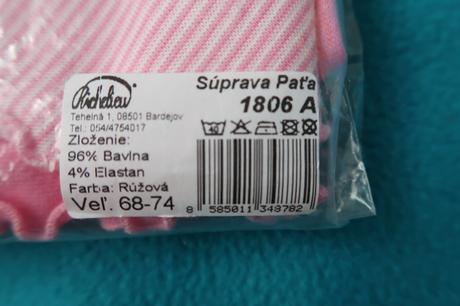 Richelieu
Súprava Paťa
1806 A
Tehelná 1, 08501 Bardejov
Tel.: 054/4754017
Zloženie:
96% Bavlna
4% Elastan
Farba: Růžová
Veľ. 68-74
8 585011 348782